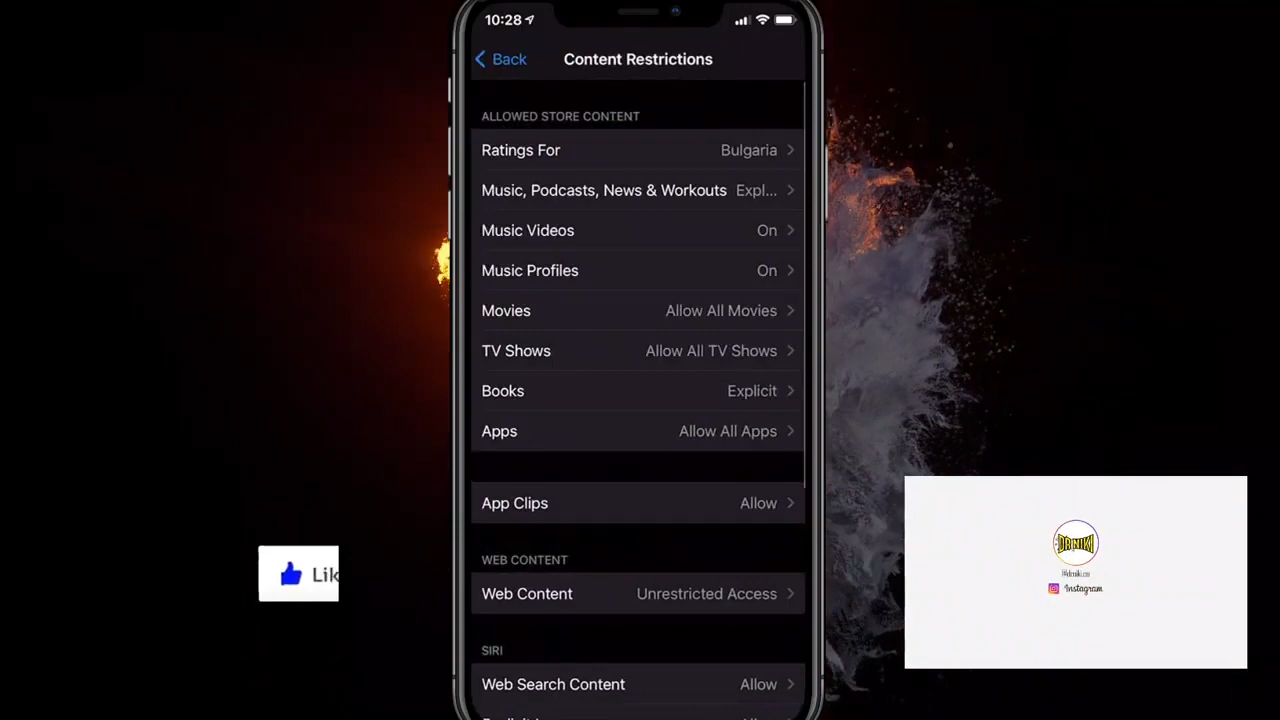 10:28
Back
Content Restrictions
ALLOWED STORE CONTENT
Ratings For Bulgaria
Music, Podcasts, News & Workouts Expl...
Music Videos On
Music Profiles On
Movies Allow All Movies
TV Shows Allow All TV Shows
Books Explicit
Apps Allow All Apps
App Clips Allow
WEB CONTENT
Web Content Unrestricted Access
SIRI
Web Search Content Allow
Lik
Instagram